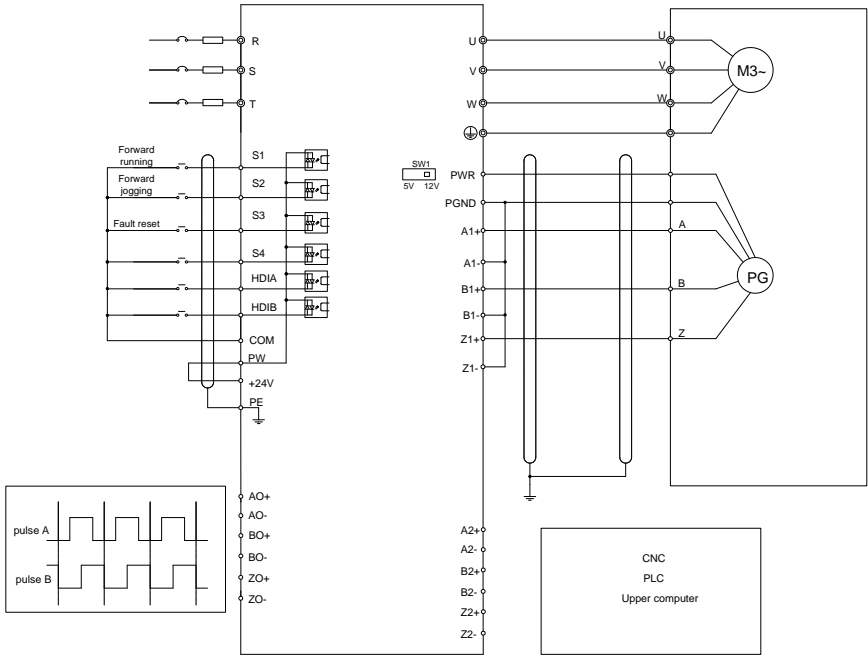 R
S
T
U
V
W
U
V
W
M3~
Forward
running
Forward
jogging
Fault reset
S1
S2
S3
S4
HDIA
HDIB
COM
PW
+24V
PE
SW1
5V 12V
PWR
PGND
A1+
A1-
B1+
B1-
Z1+
Z1-
A
B
Z
PG
pulse A
pulse B
AO+
AO-
BO+
BO-
ZO+
ZO-
A2+
A2-
B2+
B2-
Z2+
Z2-
CNC
PLC
Upper computer